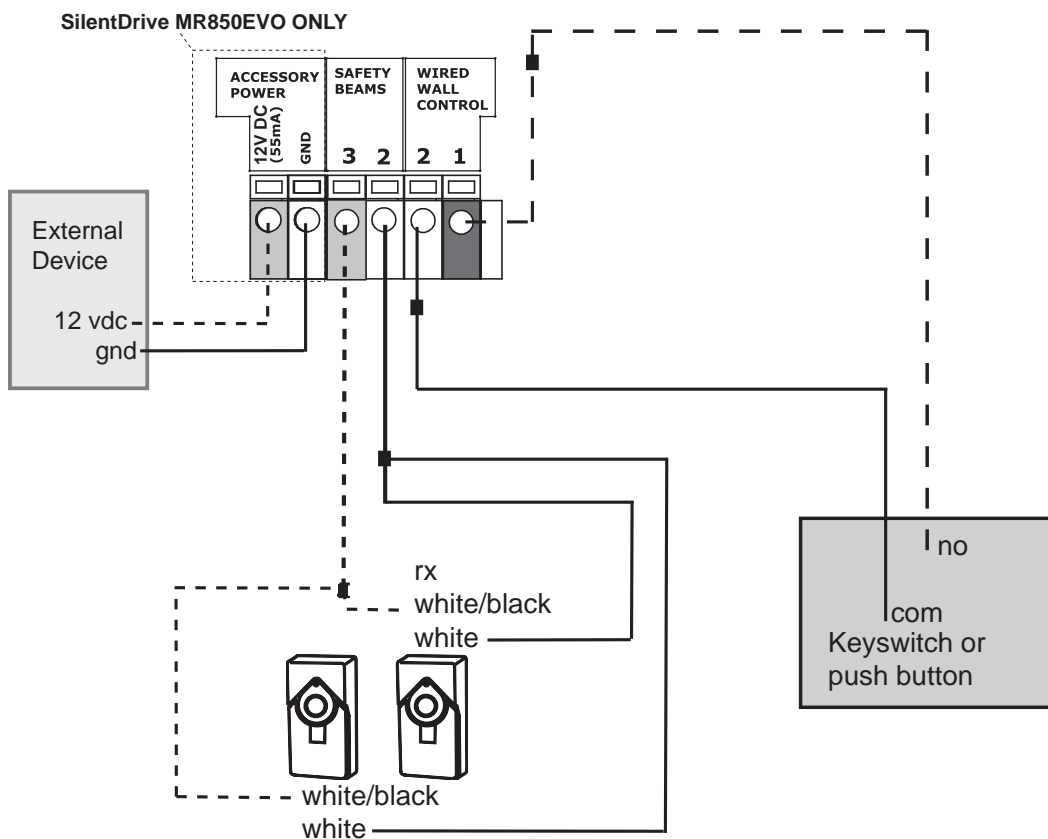 SilentDrive MR850EVO ONLY
ACCESSORY
POWER
SAFETY
BEAMS
WIRED
WALL
CONTROL
12V DC
(55mA)
GND
3
2
2
1
External
Device
12 vdc
gnd
no
com
Keyswitch or
push button
rx
white/black
white
white/black
white